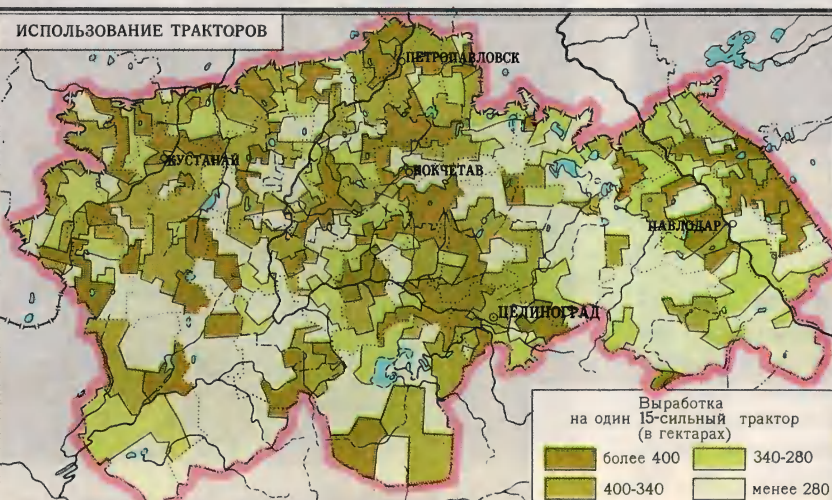 ИСПОЛЬЗОВАНИЕ ТРАКТОРОВ
ПЕТРОПАВЛОВСК
КУСТАНАЙ
КОКЧЕТАВ
ПАВЛОДАР
ЦЕЛИНОГРАД
Выработка
на один 15-сильный трактор
(в гектарах)
более 400
340-280
400-340
менее 280